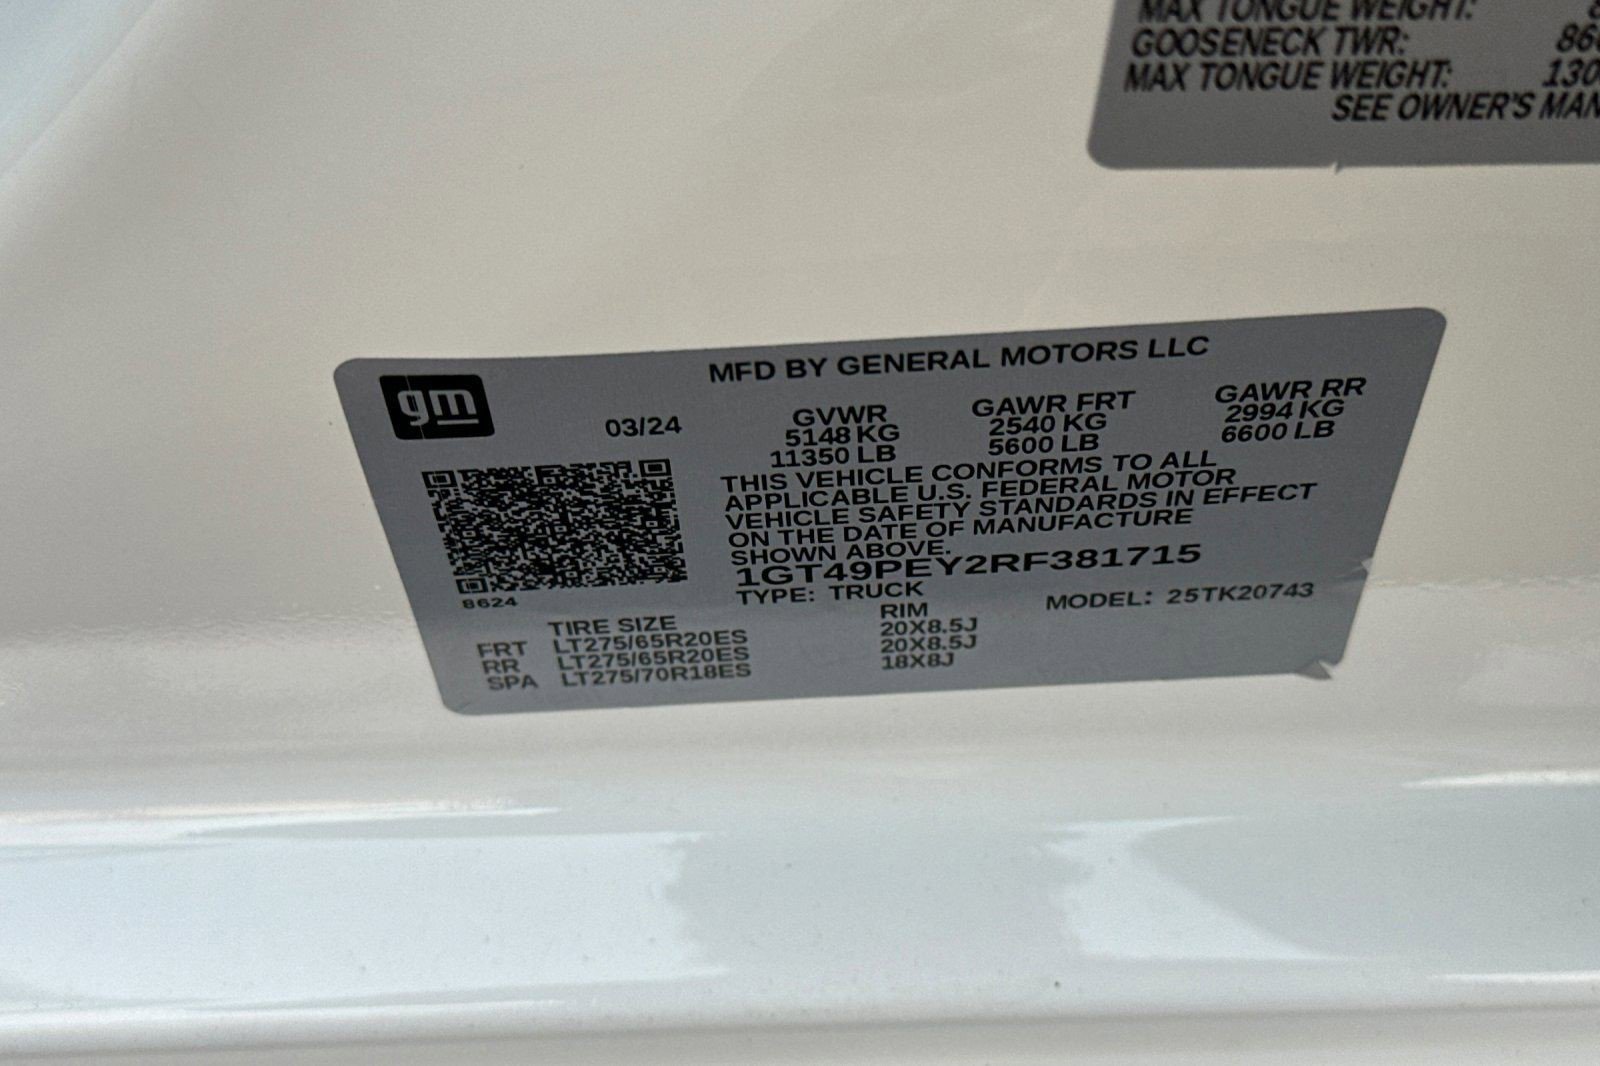 MAX TONGUE WEIGHT:
GOOSENECK TWR:
MAX TONGUE WEIGHT:
SEE OWNER'S
MFD BY GENERAL MOTORS LLC
gm
03/24
GVWR GAWR FRT GAWR RR
5148 KG 2540 KG 2994 KG
11350 LB 5600 LB 6600 LB
THIS VEHICLE CONFORMS TO ALL
APPLICABLE U.S. FEDERAL MOTOR
VEHICLE SAFETY STANDARDS IN EFFECT
ON THE DATE OF MANUFACTURE
SHOWN ABOVE.
1GT49PEY2RF381715
8624
TYPE: TRUCK MODEL: 25TK20743
TIRE SIZE RIM
FRT LT275/65R20ES 20X8.5J
RR LT275/65R20ES 20X8.5J
SPA LT275/70R18ES 18X8J